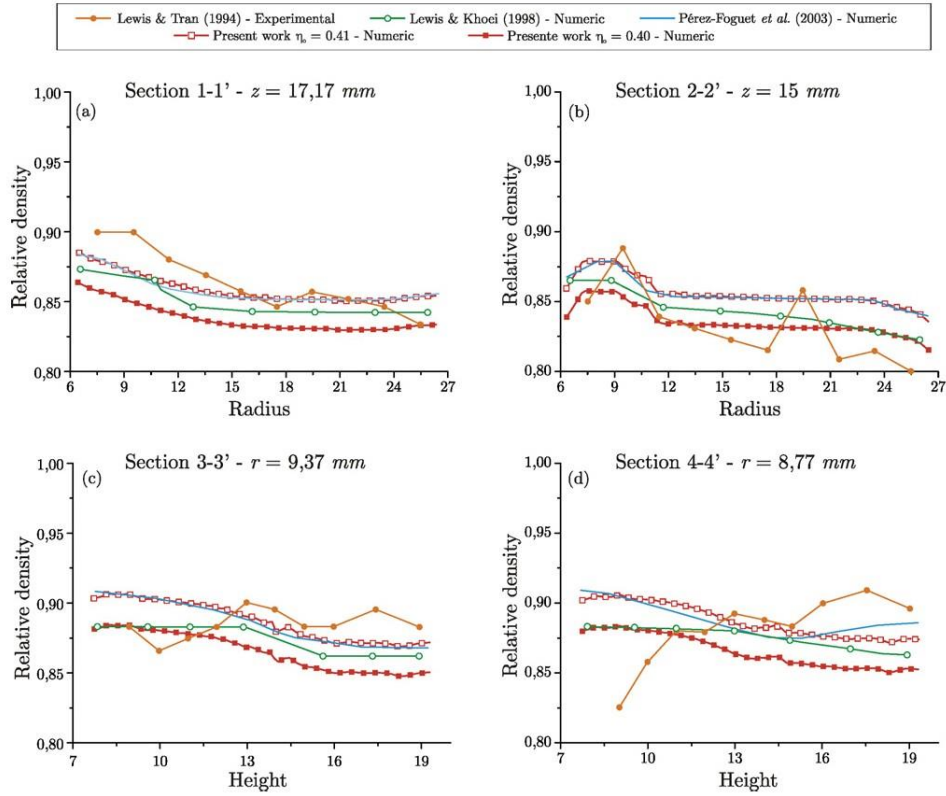 Lewis & Tran (1994) - Experimental Lewis & Khoei (1998) - Numeric Pérez-Foguet et al. (2003) - Numeric
Present work ηₒ = 0.41 - Numeric Presente work ηₒ = 0.40 - Numeric
Section 1-1' - z = 17,17 mm
(a)
Relative density
1,00
0,95
0,90
0,85
0,80
6 9 12 15 18 21 24 27
Radius
Section 2-2' - z = 15 mm
(b)
Relative density
1,00
0,95
0,90
0,85
0,80
6 9 12 15 18 21 24 27
Radius
Section 3-3' - r = 9,37 mm
(c)
Relative density
1,00
0,95
0,90
0,85
0,80
7 10 13 16 19
Height
Section 4-4' - r = 8,77 mm
(d)
Relative density
1,00
0,95
0,90
0,85
0,80
7 10 13 16 19
Height